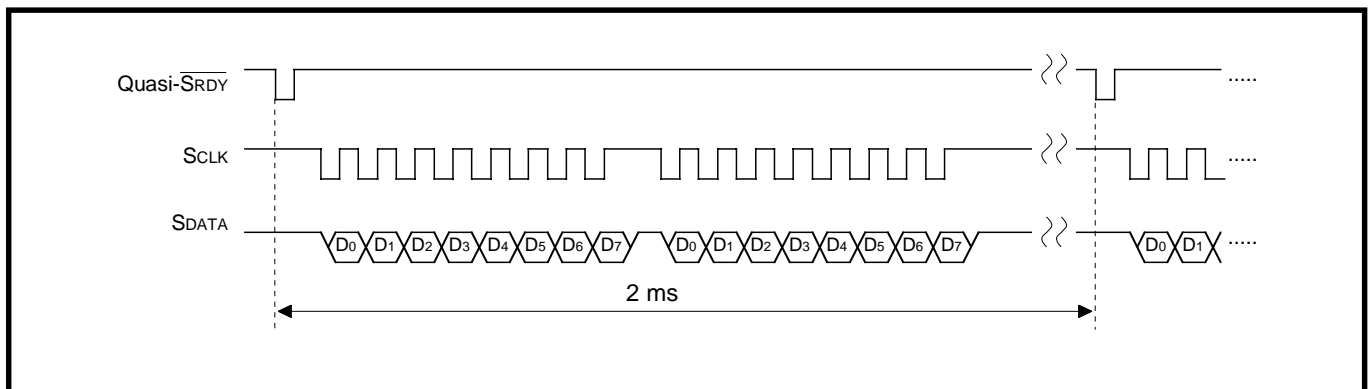 Quasi-SRDY .....
SCLK .....
SDATA D0 D1 D2 D3 D4 D5 D6 D7 D0 D1 D2 D3 D4 D5 D6 D7 D0 D1 .....
2 ms